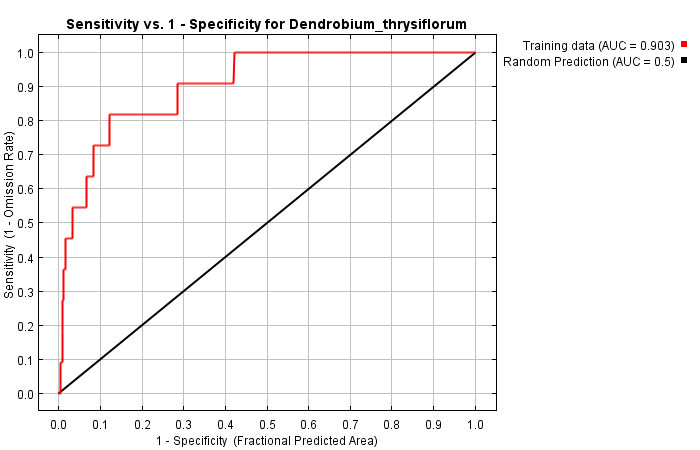 Sensitivity vs. 1 - Specificity for Dendrobium_thrysiflorum
Training data (AUC = 0.903)
Random Prediction (AUC = 0.5)
Sensitivity (1 - Omission Rate)
1.0
0.9
0.8
0.7
0.6
0.5
0.4
0.3
0.2
0.1
0.0
0.0 0.1 0.2 0.3 0.4 0.5 0.6 0.7 0.8 0.9 1.0
1 - Specificity (Fractional Predicted Area)